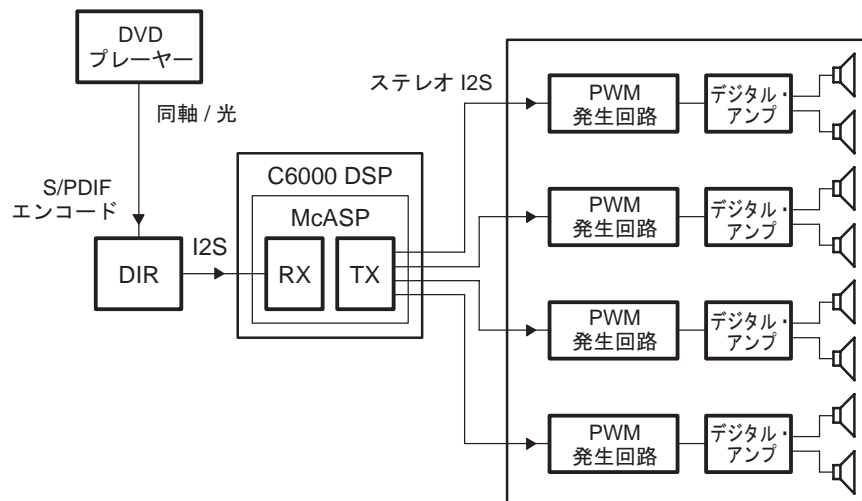 DVD
プレーヤー
同軸 / 光
S/PDIF
エンコード
DIR
I2S
C6000 DSP
McASP
RX
TX
ステレオ I2S
PWM
発生回路
デジタル・
アンプ
PWM
発生回路
デジタル・
アンプ
PWM
発生回路
デジタル・
アンプ
PWM
発生回路
デジタル・
アンプ